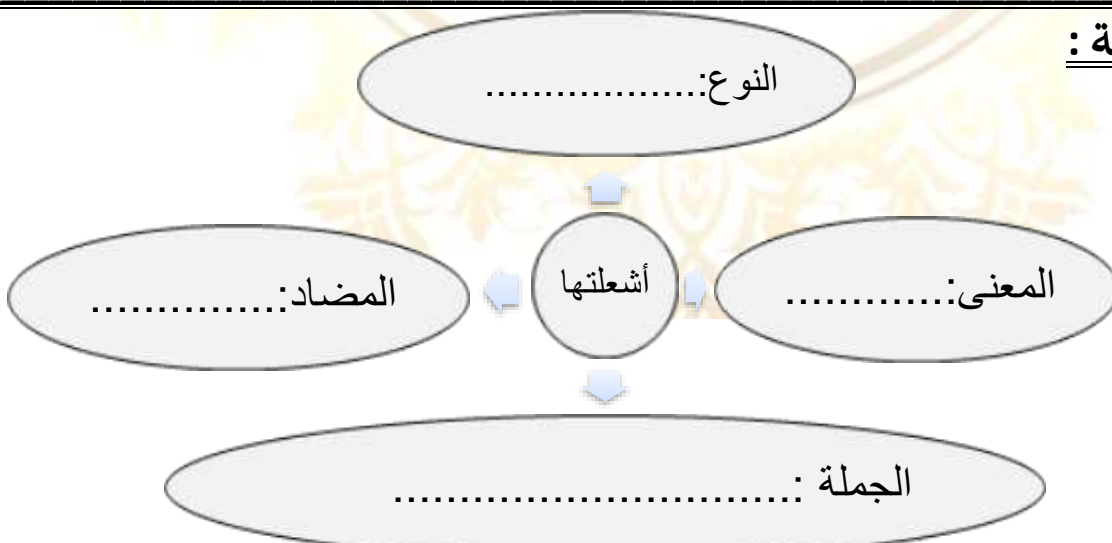 ة :
النوع:..................
المعنى:............
أشعلتها
المضاد:...............
الجملة :..............................